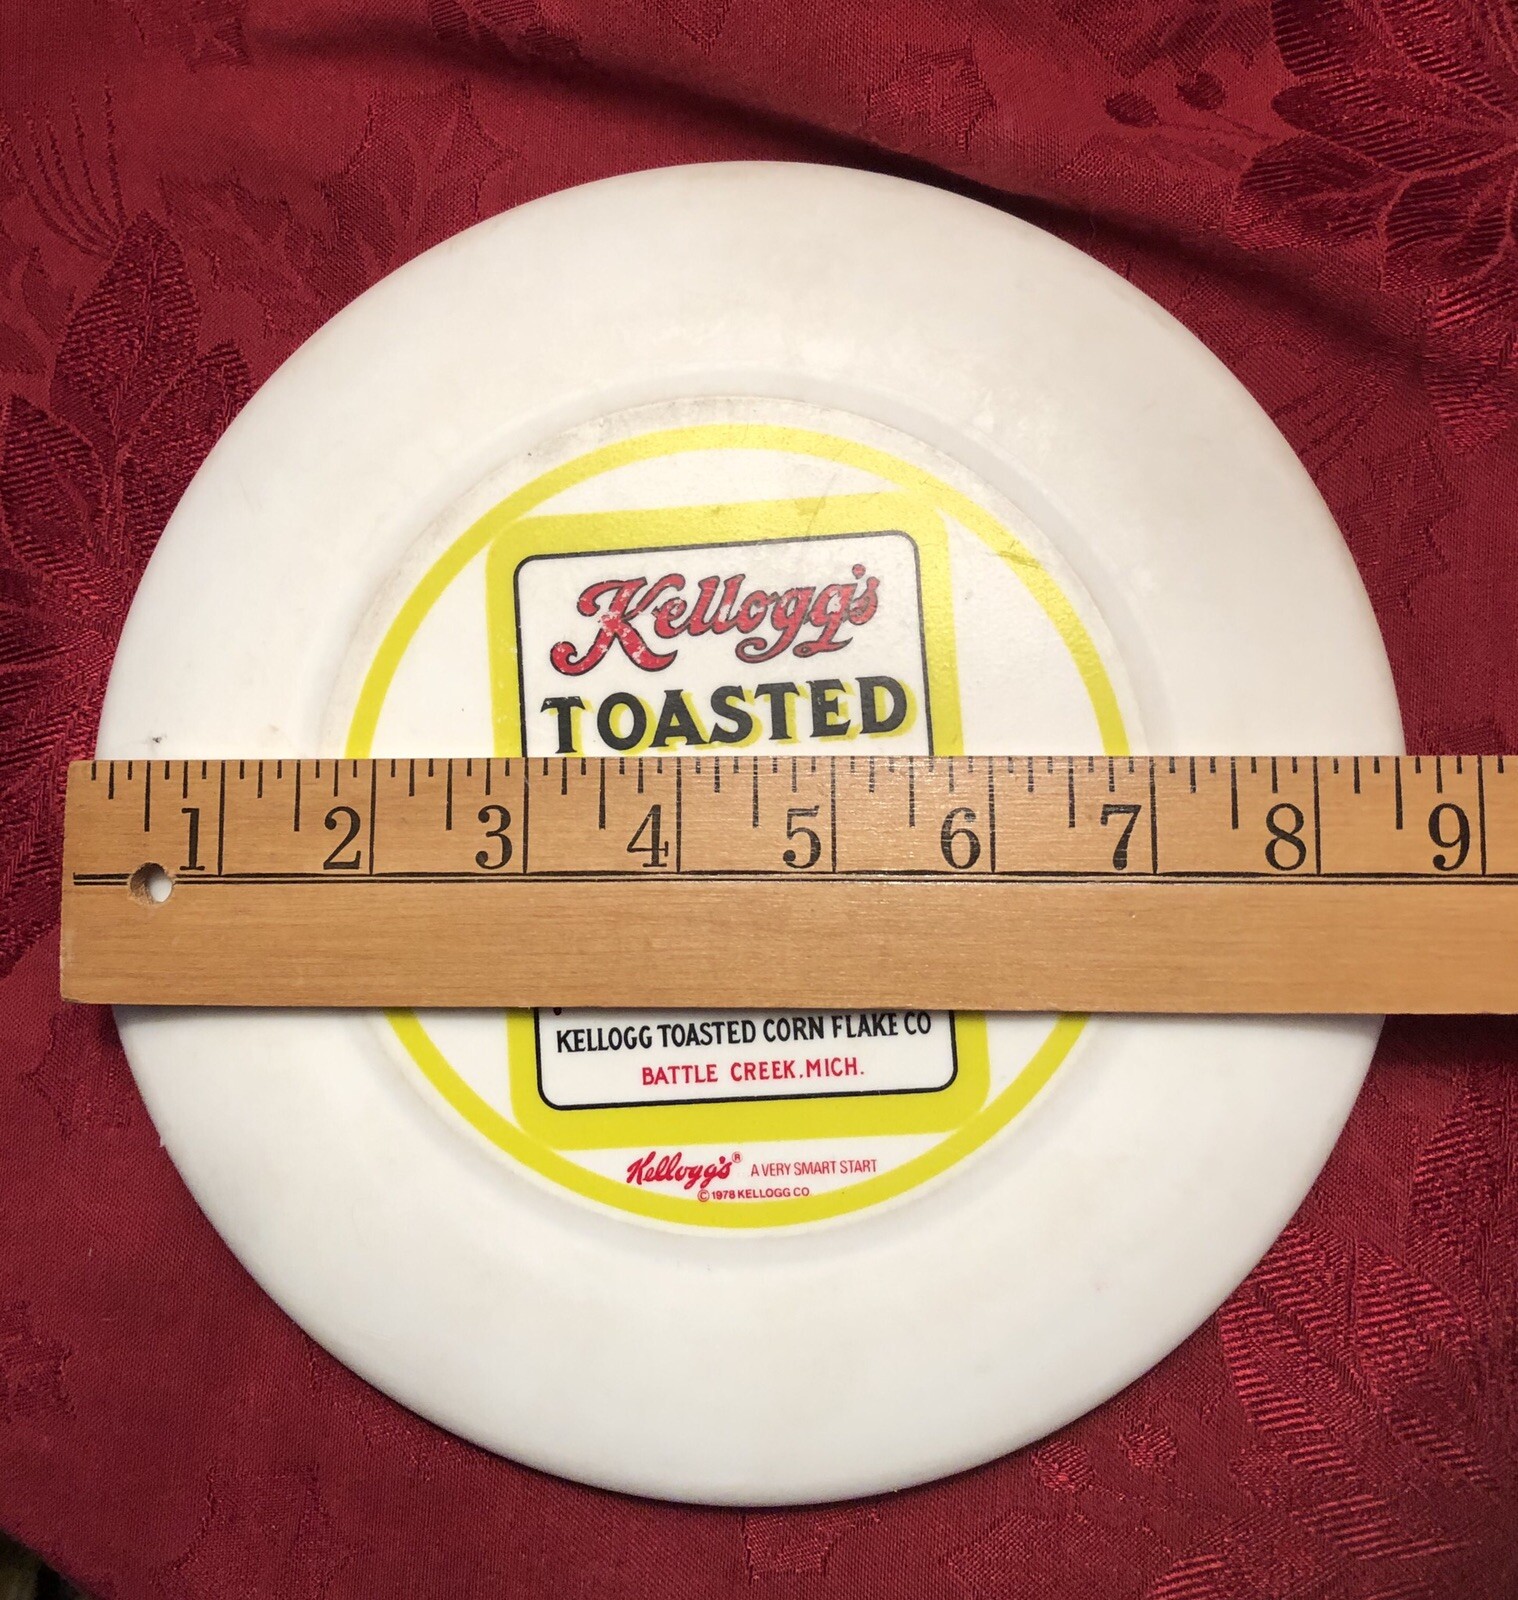 Kellogg's
TOASTED
1 2 3 4 5 6 7 8 9
KELLOGG TOASTED CORN FLAKE CO
BATTLE CREEK.MICH.
Kellogg's® A VERY SMART START
©1978 KELLOGG CO.